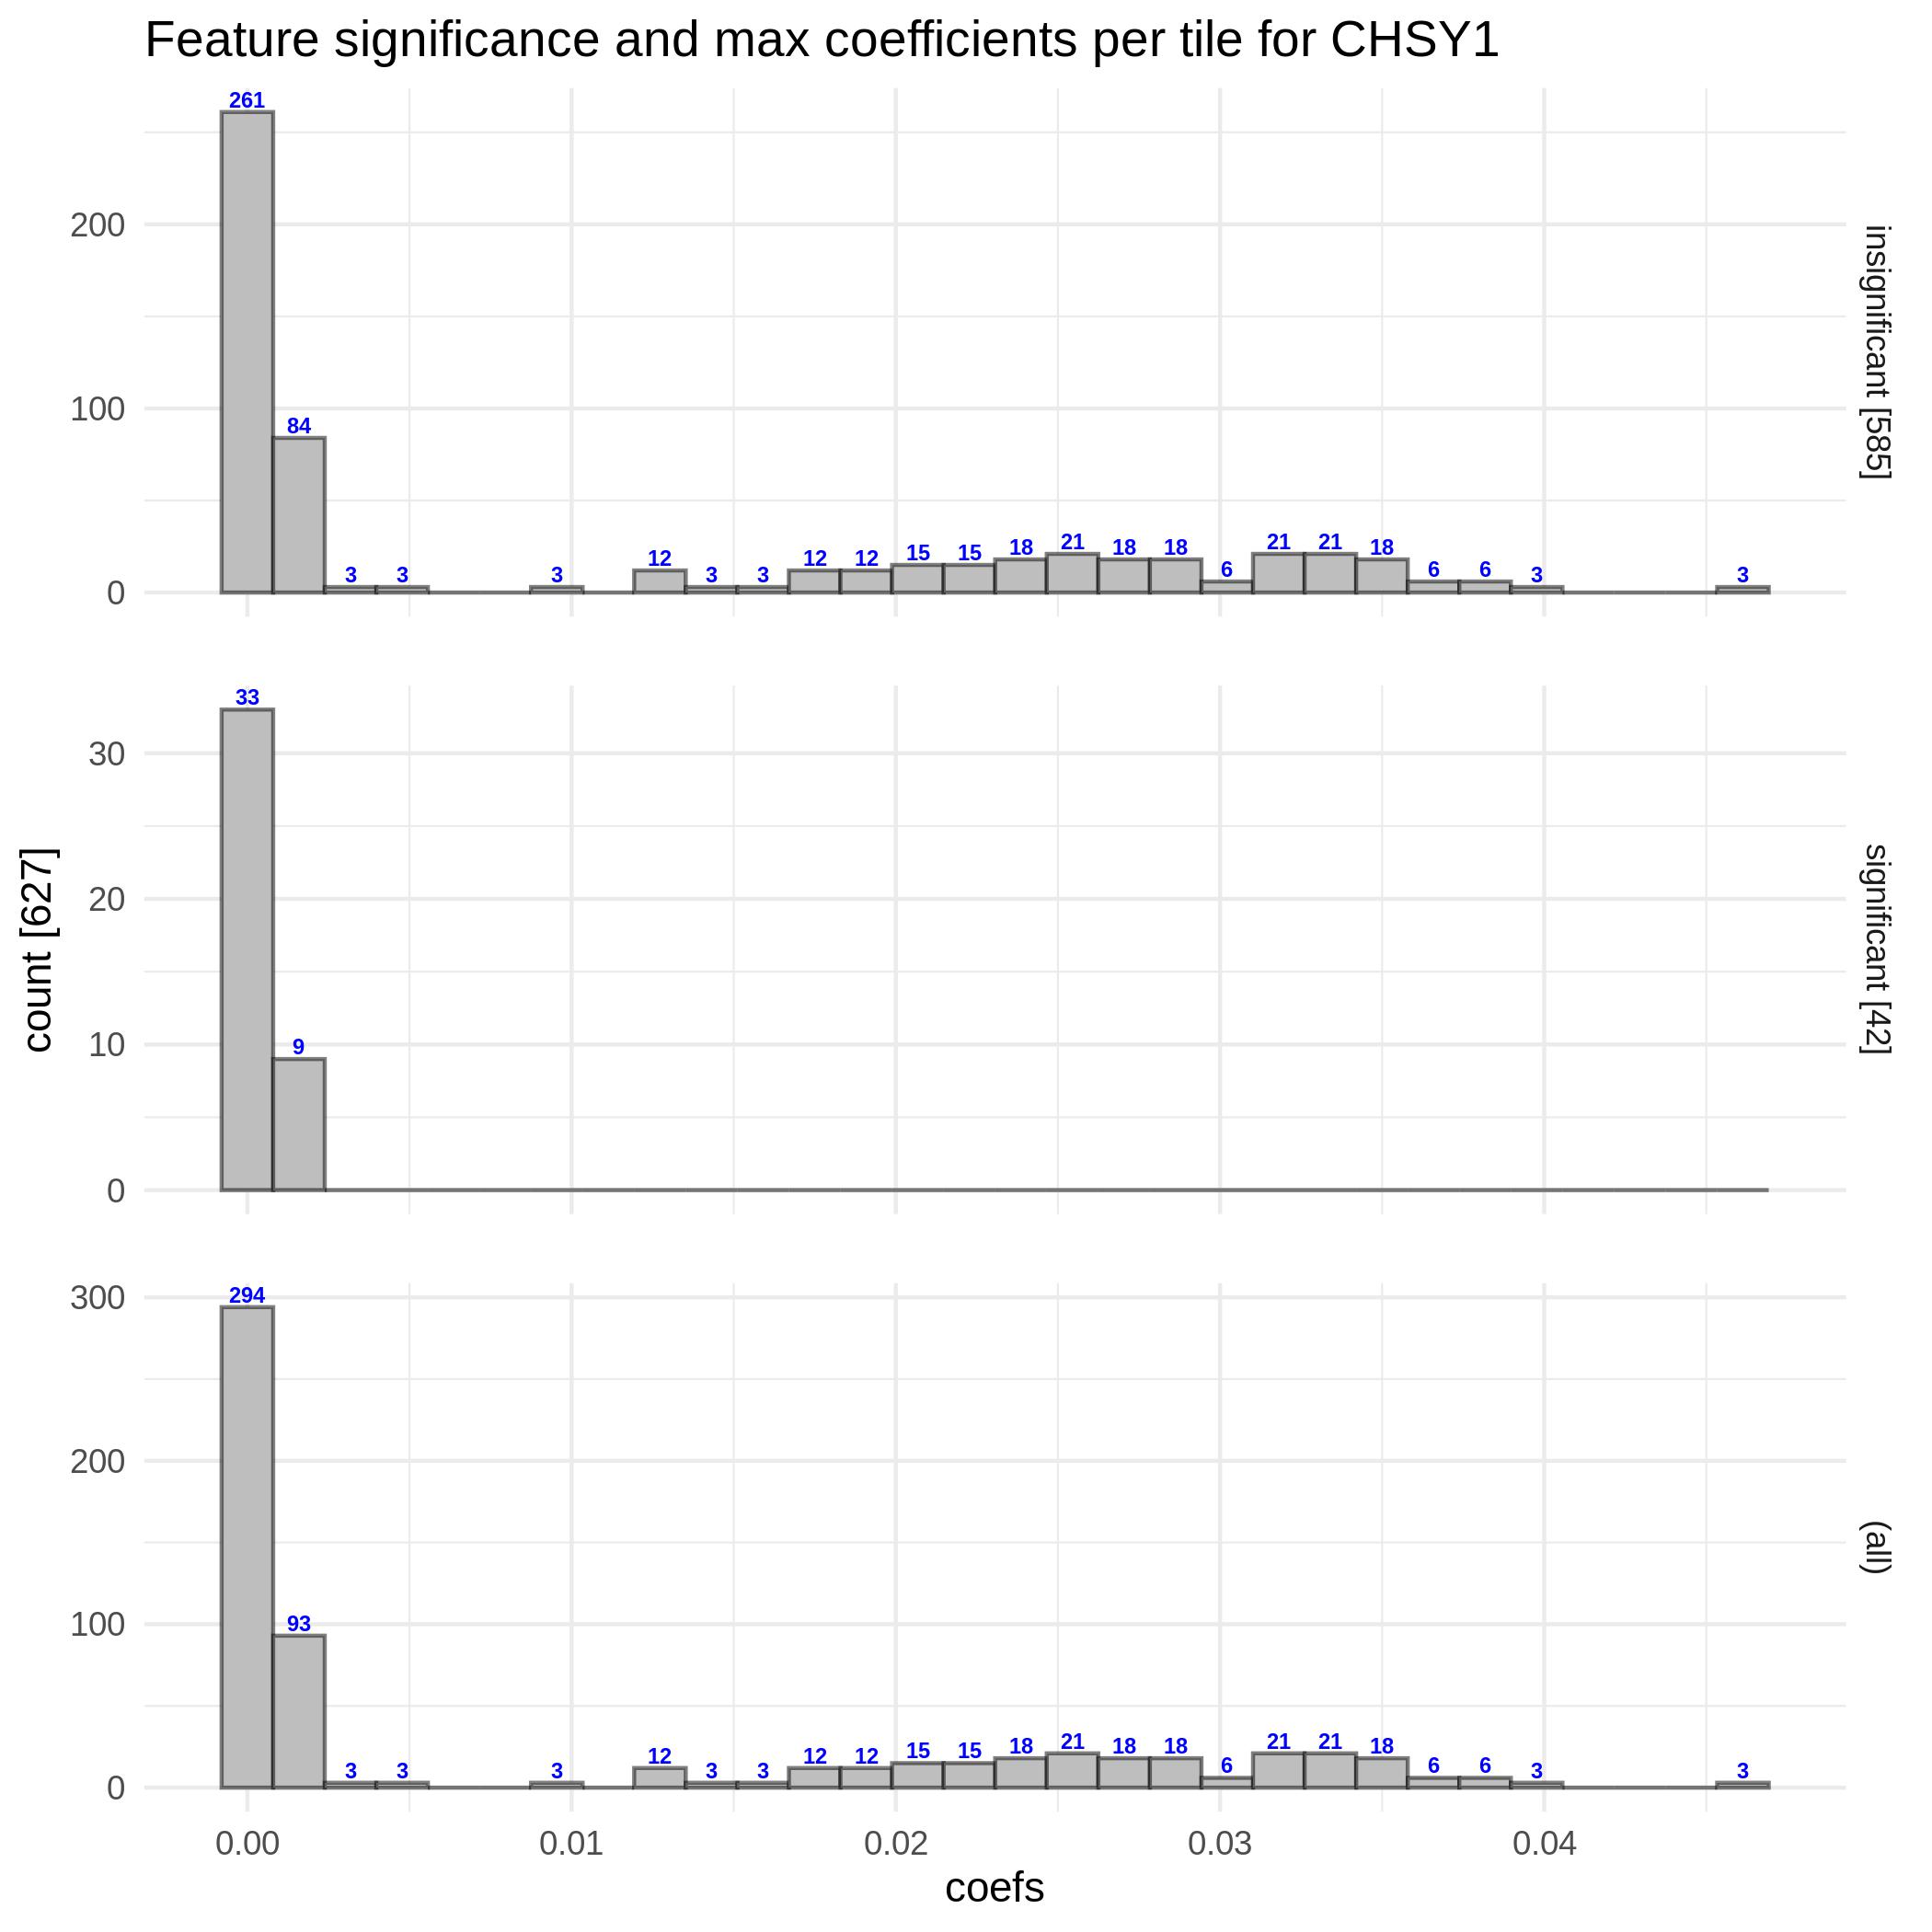 Feature significance and max coefficients per tile for CHSY1
261
84
3 3 3 12 3 3 12 12 15 15 18 21 18 18 6 21 21 18 6 6 3 3
200
100
0
insignificant [585]
33
9
30
20
10
0
significant [42]
count [627]
294
93
3 3 3 12 3 3 12 12 15 15 18 21 18 18 6 21 21 18 6 6 3 3
300
200
100
0
(all)
0.00 0.01 0.02 0.03 0.04
coefs